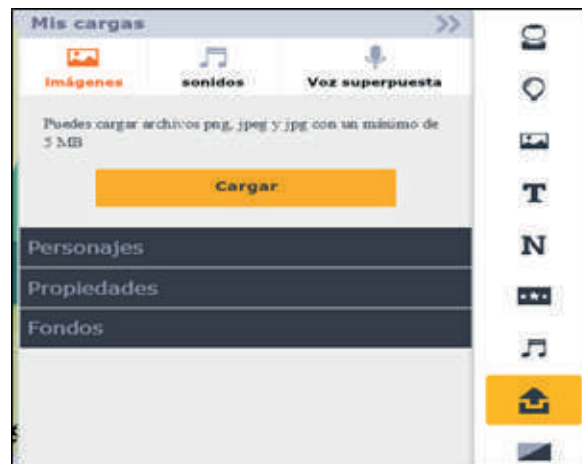 Mis cargas
Imágenes sonidos Voz superpuesta
Puedes cargar archivos png, jpeg y jpg con un máximo de
5 MB
Cargar
Personajes
Propiedades
Fondos
T
N